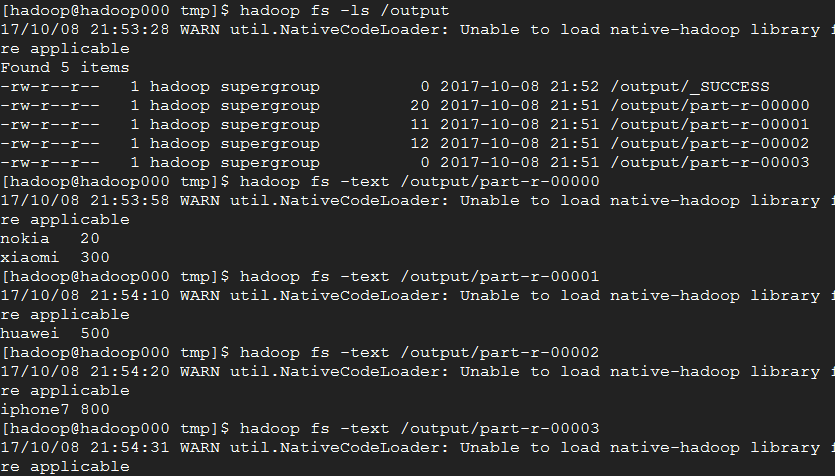 [hadoop@hadoop000 tmp]$ hadoop fs -ls /output
17/10/08 21:53:28 WARN util.NativeCodeLoader: Unable to load native-hadoop library f
re applicable
Found 5 items
-rw-r--r--   1 hadoop supergroup          0 2017-10-08 21:52 /output/_SUCCESS
-rw-r--r--   1 hadoop supergroup         20 2017-10-08 21:51 /output/part-r-00000
-rw-r--r--   1 hadoop supergroup         11 2017-10-08 21:51 /output/part-r-00001
-rw-r--r--   1 hadoop supergroup         12 2017-10-08 21:51 /output/part-r-00002
-rw-r--r--   1 hadoop supergroup          0 2017-10-08 21:51 /output/part-r-00003
[hadoop@hadoop000 tmp]$ hadoop fs -text /output/part-r-00000
17/10/08 21:53:58 WARN util.NativeCodeLoader: Unable to load native-hadoop library f
re applicable
nokia   20
xiaomi  300
[hadoop@hadoop000 tmp]$ hadoop fs -text /output/part-r-00001
17/10/08 21:54:10 WARN util.NativeCodeLoader: Unable to load native-hadoop library f
re applicable
huawei  500
[hadoop@hadoop000 tmp]$ hadoop fs -text /output/part-r-00002
17/10/08 21:54:20 WARN util.NativeCodeLoader: Unable to load native-hadoop library f
re applicable
iphone7 800
[hadoop@hadoop000 tmp]$ hadoop fs -text /output/part-r-00003
17/10/08 21:54:31 WARN util.NativeCodeLoader: Unable to load native-hadoop library f
re applicable